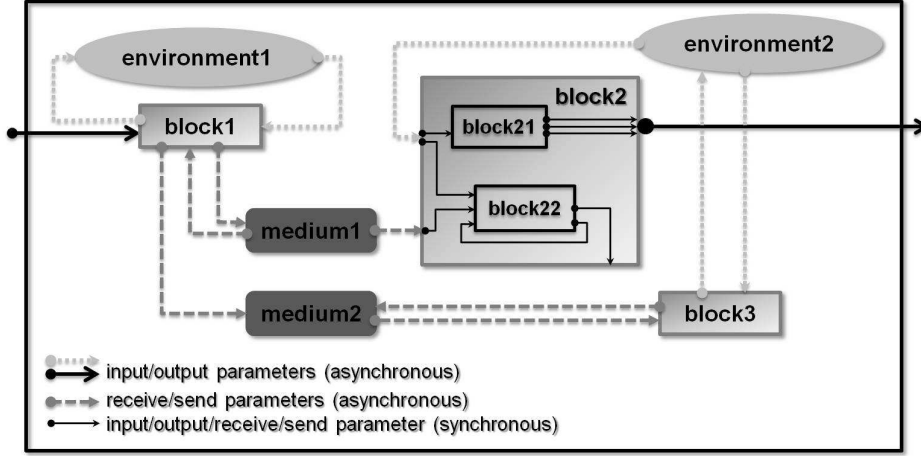 environment1
environment2
block1
block2
block21
block22
medium1
medium2
block3
input/output parameters (asynchronous)
receive/send parameters (asynchronous)
input/output/receive/send parameter (synchronous)